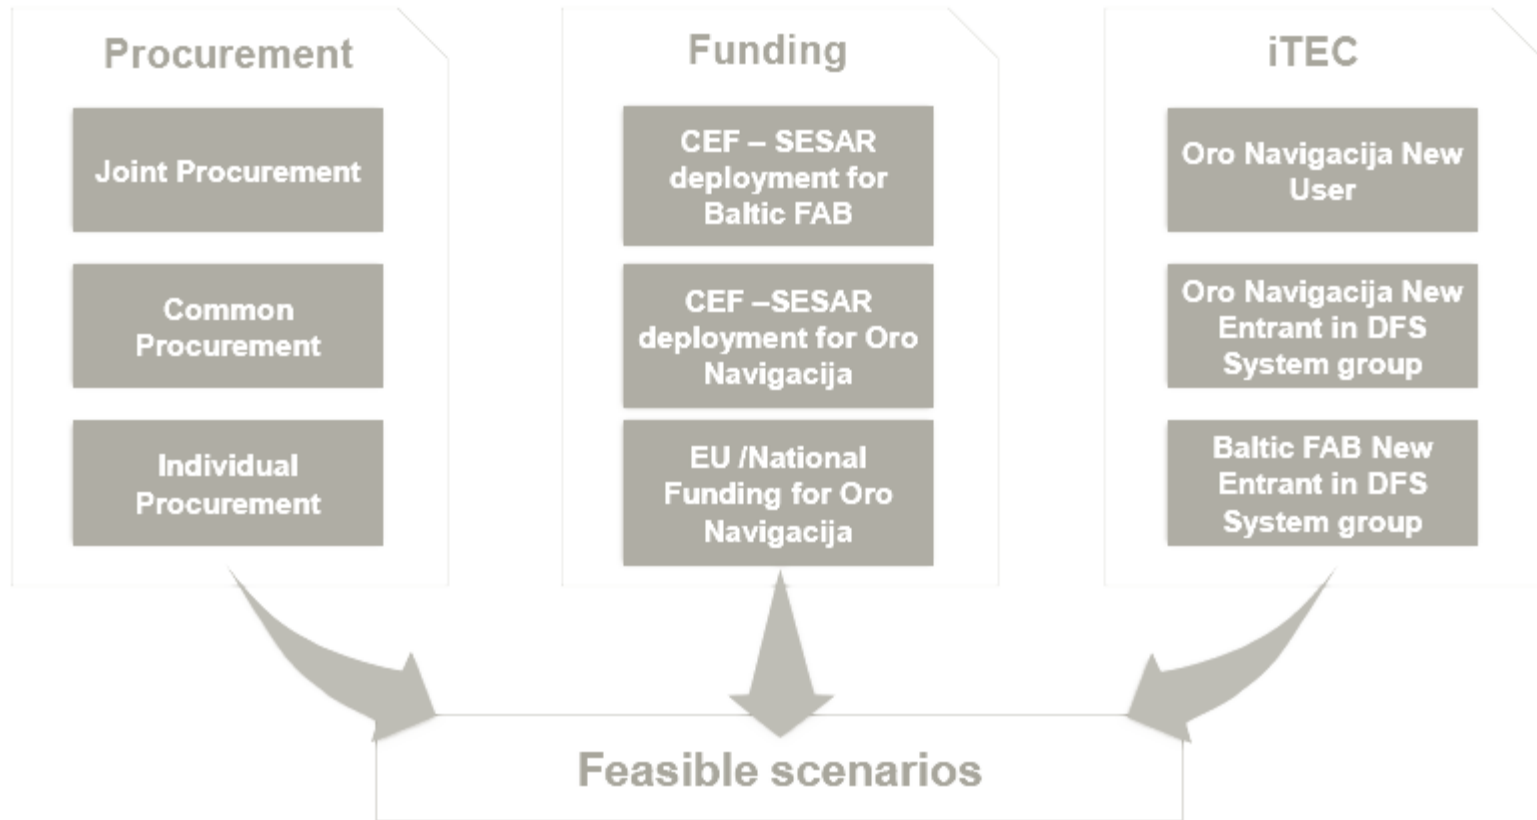 Procurement
Joint Procurement
Common
Procurement
Individual
Procurement
Funding
CEF – SESAR
deployment for
Baltic FAB
CEF –SESAR
deployment for Oro
Navigacija
EU /National
Funding for Oro
Navigacija
iTEC
Oro Navigacija New
User
Oro Navigacija New
Entrant in DFS
System group
Baltic FAB New
Entrant in DFS
System group
Feasible scenarios